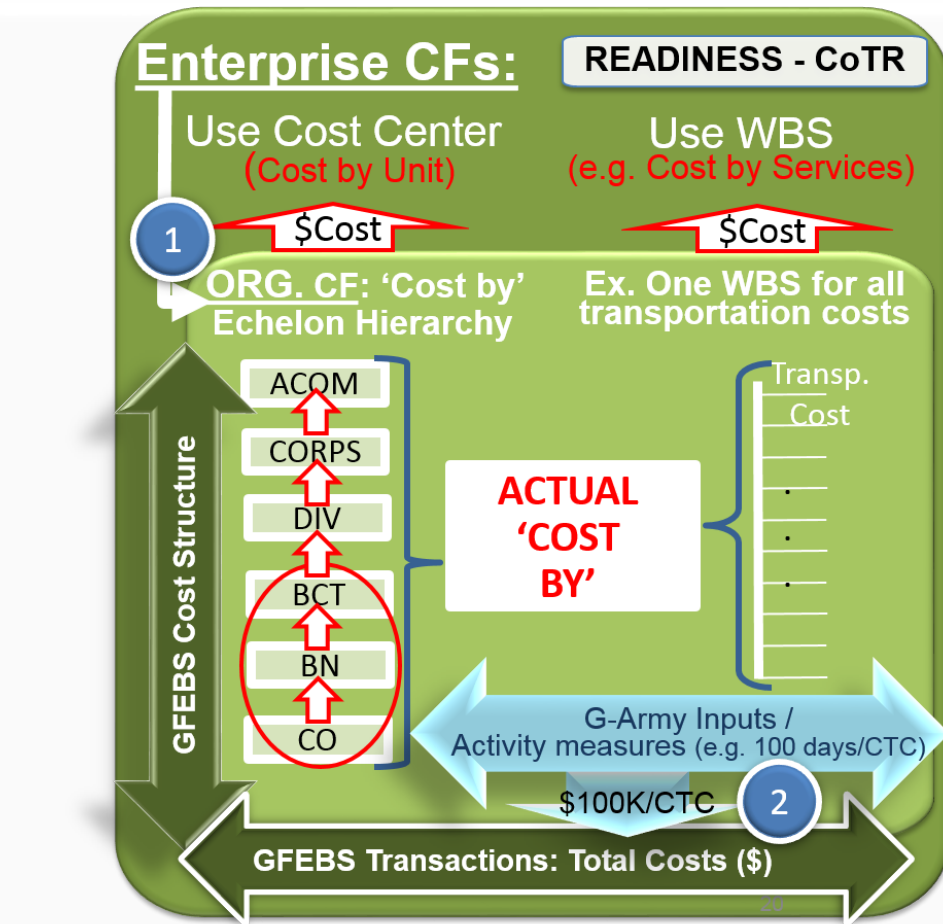 Enterprise CFs:
READINESS - CoTR
Use Cost Center
(Cost by Unit)
Use WBS
(e.g. Cost by Services)
$Cost
$Cost
1
ORG. CF: ‘Cost by’
Echelon Hierarchy
Ex. One WBS for all
transportation costs
GFEBS Cost Structure
ACOM
CORPS
DIV
BCT
BN
CO
ACTUAL
‘COST
BY’
Transp.
Cost
G-Army Inputs /
Activity measures (e.g. 100 days/CTC)
$100K/CTC
2
GFEBS Transactions: Total Costs ($)
20